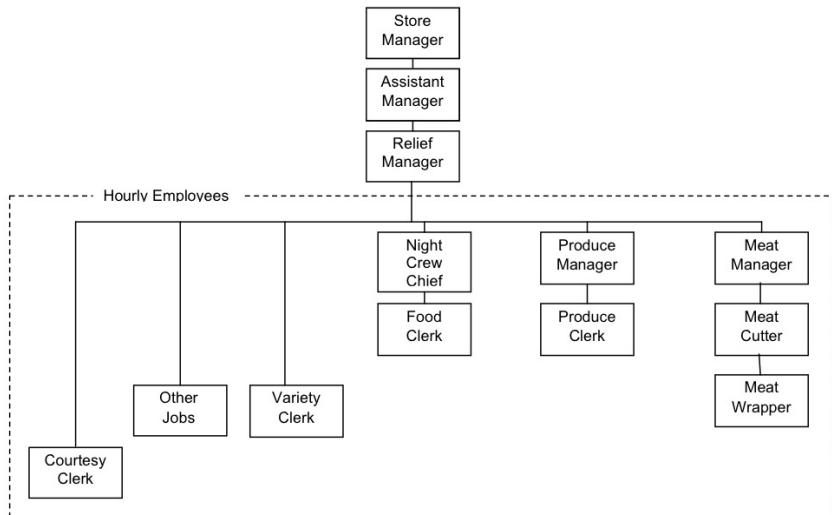 Store
Manager
Assistant
Manager
Relief
Manager
Hourly Employees
Night
Crew
Chief
Produce
Manager
Meat
Manager
Food
Clerk
Produce
Clerk
Meat
Cutter
Other
Jobs
Variety
Clerk
Meat
Wrapper
Courtesy
Clerk